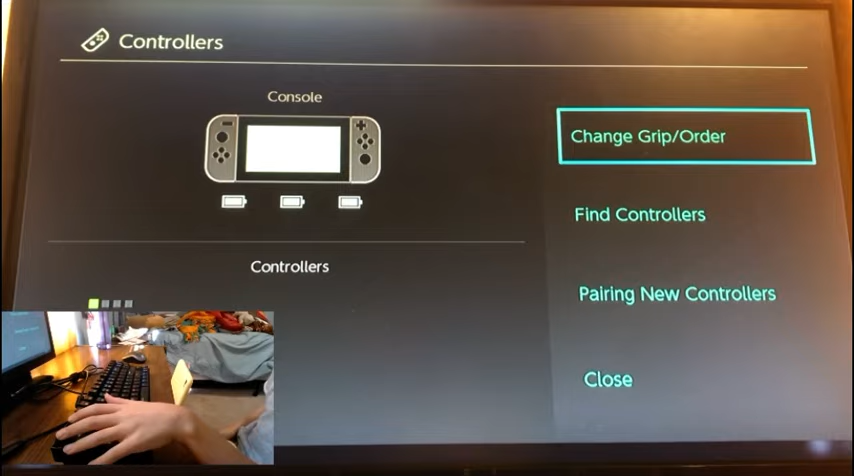 Controllers
Console
Change Grip/Order
Find Controllers
Controllers
Pairing New Controllers
Close